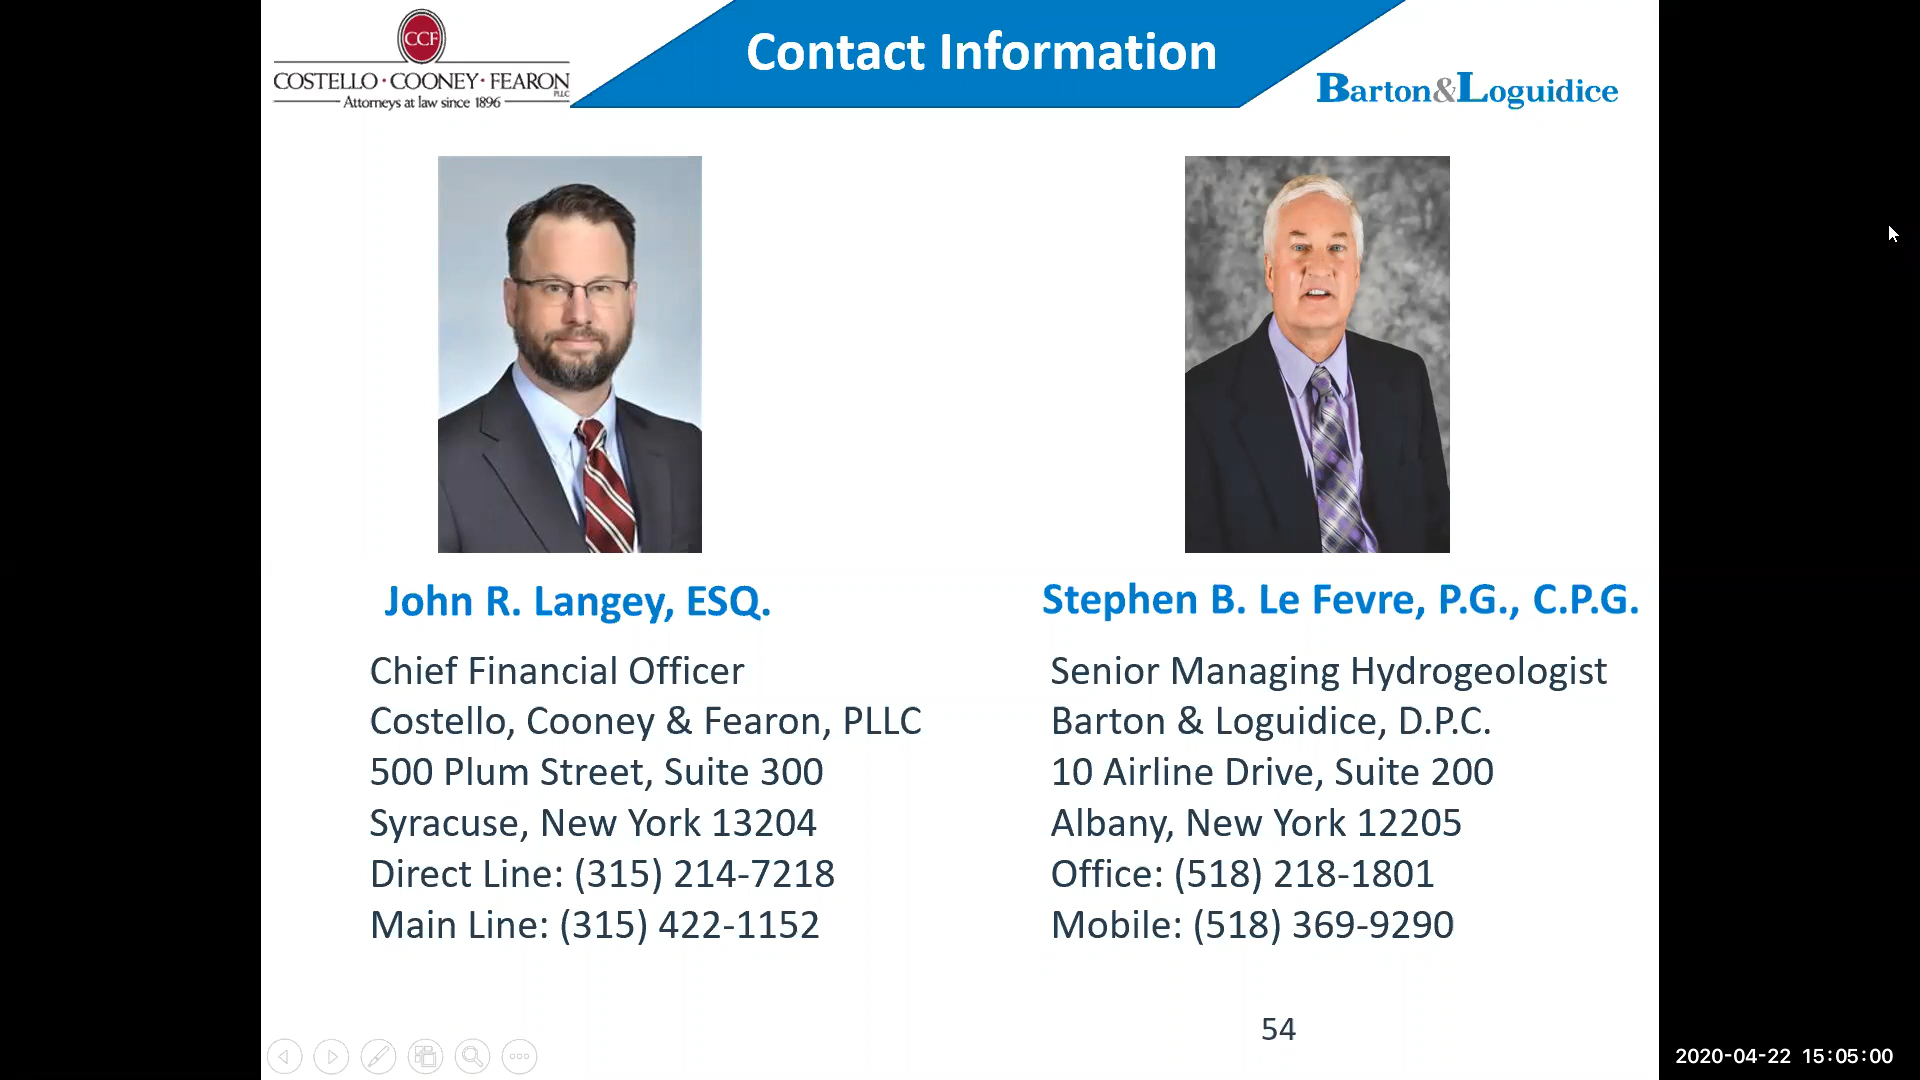 CCF
COSTELLO · COONEY · FEARON
PLLC
Attorneys at law since 1896
Contact Information
Barton&Loguidice
John R. Langey, ESQ.
Chief Financial Officer
Costello, Cooney & Fearon, PLLC
500 Plum Street, Suite 300
Syracuse, New York 13204
Direct Line: (315) 214-7218
Main Line: (315) 422-1152
Stephen B. Le Fevre, P.G., C.P.G.
Senior Managing Hydrogeologist
Barton & Loguidice, D.P.C.
10 Airline Drive, Suite 200
Albany, New York 12205
Office: (518) 218-1801
Mobile: (518) 369-9290
54
2020-04-22 15:05:00